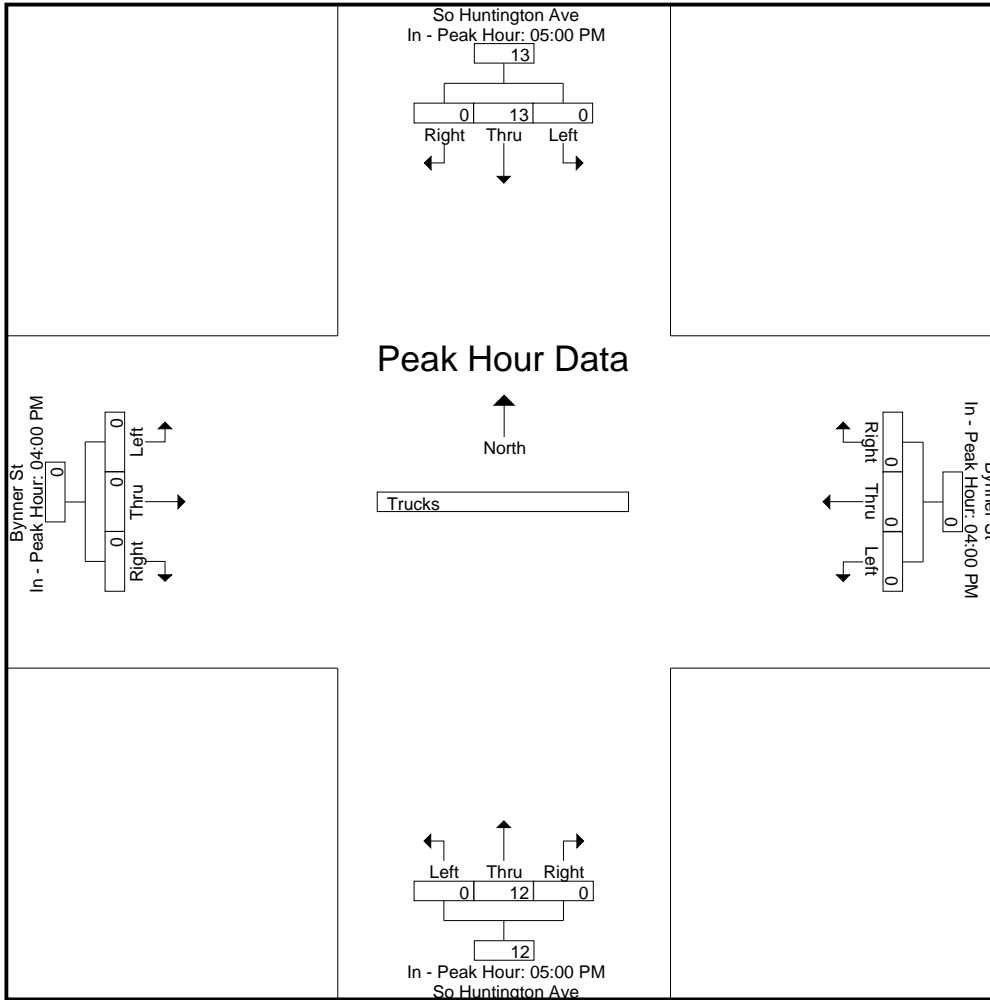 So Huntington Ave
In - Peak Hour: 05:00 PM
13
0 13 0
Right Thru Left
Peak Hour Data
North
Trucks
Bynner St
In - Peak Hour: 04:00 PM
0
0 0 0
Left Thru Right
Right Thru Left
0 0 0
0
In - Peak Hour: 04:00 PM
Bynner St
Left Thru Right
0 12 0
12
In - Peak Hour: 05:00 PM
So Huntington Ave